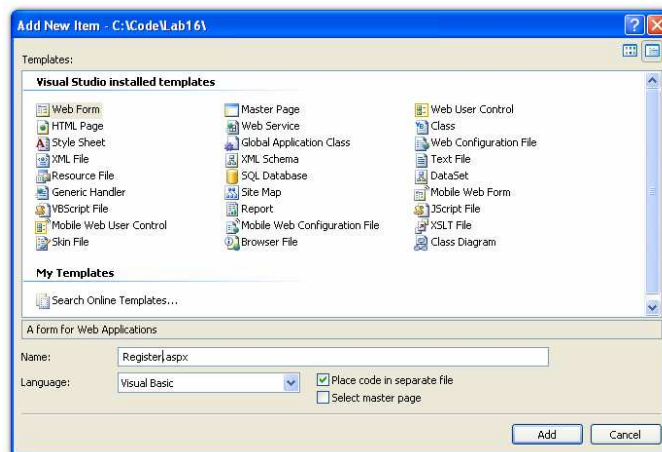 Add New Item - C:\Code\Lab16\
Templates:
Visual Studio installed templates
Web Form Master Page Web User Control
HTML Page Web Service Class
Style Sheet Global Application Class Web Configuration File
XML File XML Schema Text File
Resource File SQL Database DataSet
Generic Handler Site Map Mobile Web Form
VBScript File Report JScript File
Mobile Web User Control Mobile Web Configuration File XSLT File
Skin File Browser File Class Diagram
My Templates
Search Online Templates...
A form for Web Applications
Name: Register.aspx
Language: Visual Basic Place code in separate file
Select master page
Add Cancel